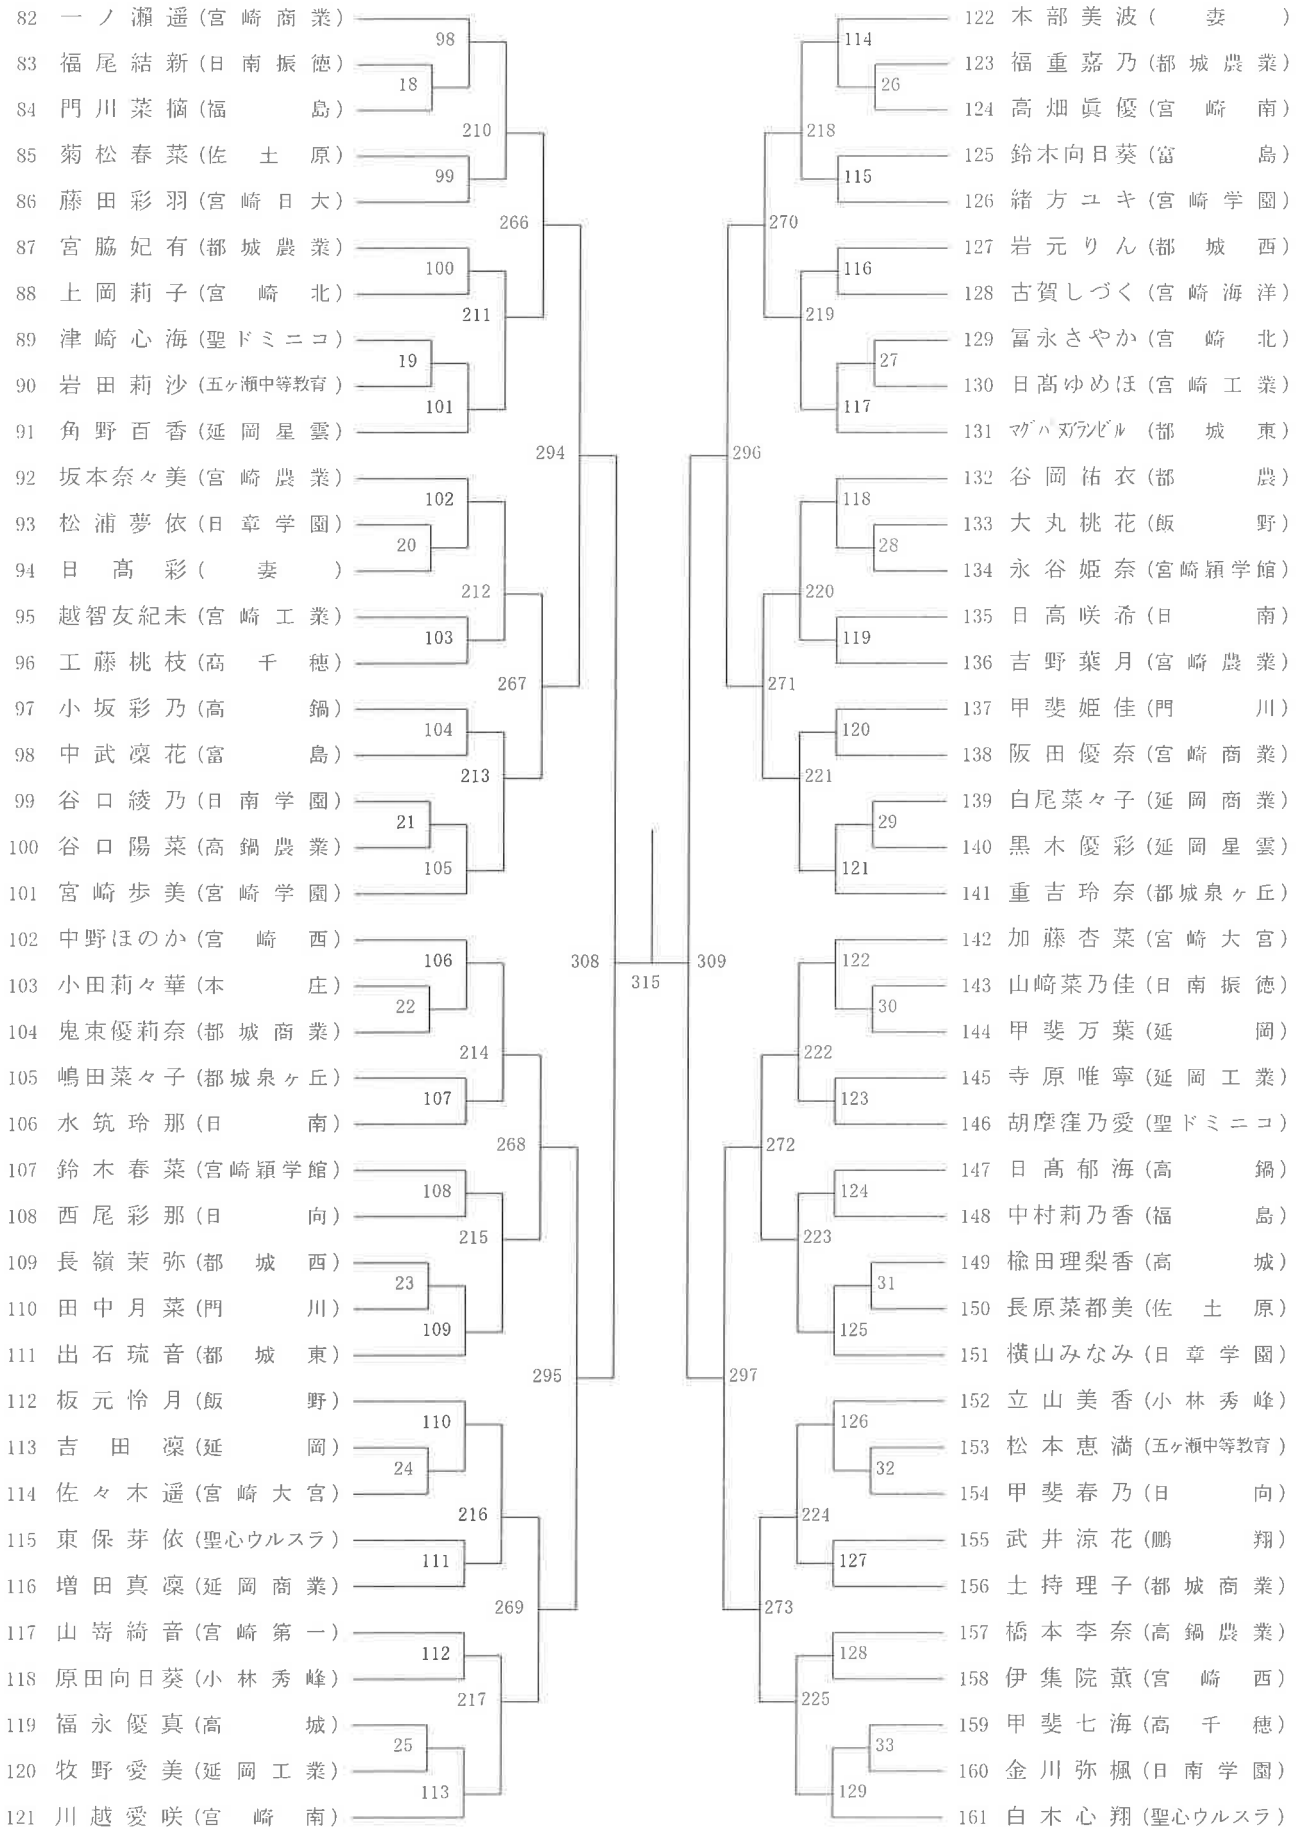 82 一ノ瀬遥(宮崎商業)
83 福尾結新(日南振徳)
84 門川菜摘(福島)
85 菊松春菜(佐土原)
86 藤田彩羽(宮崎日大)
87 宮脇妃有(都城農業)
88 上岡莉子(宮崎北)
89 津崎心海(聖ドミニコ)
90 岩田莉沙(五ヶ瀬中等教育)
91 角野百香(延岡星雲)
92 坂本奈々美(宮崎農業)
93 松浦夢依(日章学園)
94 日髙彩(妻)
95 越智友紀未(宮崎工業)
96 工藤桃枝(高千穂)
97 小坂彩乃(高鍋)
98 中武凜花(富島)
99 谷口綾乃(日南学園)
100 谷口陽菜(高鍋農業)
101 宮崎歩美(宮崎学園)
102 中野ほのか(宮崎西)
103 小田莉々華(本庄)
104 鬼束優莉奈(都城商業)
105 嶋田菜々子(都城泉ヶ丘)
106 水筑玲那(日南)
107 鈴木春菜(宮崎穎学館)
108 西尾彩那(日向)
109 長嶺茉弥(都城西)
110 田中月菜(門川)
111 出石琉音(都城東)
112 板元怜月(飯野)
113 吉田凜(延岡)
114 佐々木遥(宮崎大宮)
115 東保芽依(聖心ウルスラ)
116 増田真凜(延岡商業)
117 山嵜綺音(宮崎第一)
118 原田向日葵(小林秀峰)
119 福永優真(高城)
120 牧野愛美(延岡工業)
121 川越愛咲(宮崎南)
98
18
210
99
266
100
211
19
101
294
102
20
212
103
267
104
213
21
105
308
106
22
214
107
268
108
215
23
109
295
110
24
216
111
269
112
217
25
113
315
309
114
26
218
115
270
116
219
27
117
296
118
28
220
119
271
120
221
29
121
122
30
222
123
272
124
223
31
125
297
126
32
224
127
273
128
225
33
129
122 本部美波(妻)
123 福重嘉乃(都城農業)
124 高畑眞優(宮崎南)
125 鈴木向日葵(富島)
126 緒方ユキ(宮崎学園)
127 岩元りん(都城西)
128 古賀しづく(宮崎海洋)
129 冨永さやか(宮崎北)
130 日髙ゆめほ(宮崎工業)
131 (都城東)
132 谷岡祐衣(都農)
133 大丸桃花(飯野)
134 永谷姫奈(宮崎穎学館)
135 日高咲希(日南)
136 吉野葉月(宮崎農業)
137 甲斐姫佳(門川)
138 阪田優奈(宮崎商業)
139 白尾菜々子(延岡商業)
140 黒木優彩(延岡星雲)
141 重吉玲奈(都城泉ヶ丘)
142 加藤杏菜(宮崎大宮)
143 山﨑菜乃佳(日南振徳)
144 甲斐万葉(延岡)
145 寺原唯寧(延岡工業)
146 胡摩窪乃愛(聖ドミニコ)
147 日髙郁海(高鍋)
148 中村莉乃香(福島)
149 楡田理梨香(高城)
150 長原菜都美(佐土原)
151 横山みなみ(日章学園)
152 立山美香(小林秀峰)
153 松本恵満(五ヶ瀬中等教育)
154 甲斐春乃(日向)
155 武井涼花(鵬翔)
156 土持理子(都城商業)
157 橋本李奈(高鍋農業)
158 伊集院薫(宮崎西)
159 甲斐七海(高千穂)
160 金川弥楓(日南学園)
161 白木心翔(聖心ウルスラ)